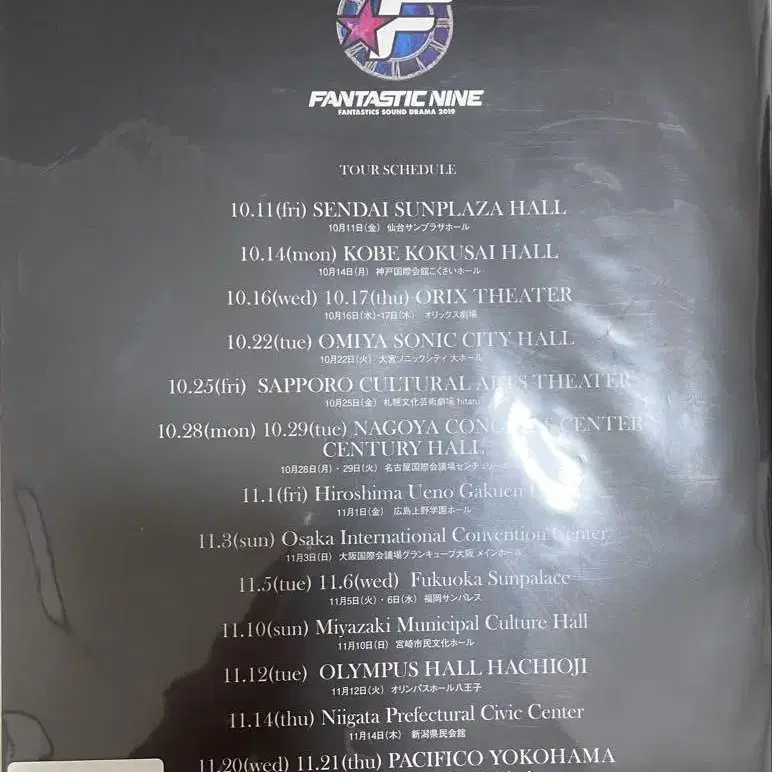 FANTASTIC NINE
FANTASTICS SOUND DRAMA 2019
TOUR SCHEDULE
10.11(fri) SENDAI SUNPLAZA HALL
10月11日(金) 仙台サンプラザホール
10.14(mon) KOBE KOKUSAI HALL
10月14日(月) 神戸国際会館こくさいホール
10.16(wed) 10.17(thu) ORIX THEATER
10月16日(水)・17日(木) オリックス劇場
10.22(tue) OMIYA SONIC CITY HALL
10月22日(火) 大宮ソニックシティ 大ホール
10.25(fri) SAPPORO CULTURAL ARTS THEATER
10月25日(金) 札幌文化芸術劇場 hitaru
10.28(mon) 10.29(tue) NAGOYA CONGRESS CENTER
CENTURY HALL
10月28日(月)・29日(火) 名古屋国際会議場センチュリー
11.1(fri) Hiroshima Ueno Gakuen
11月1日(金) 広島上野学園ホール
11.3(sun) Osaka International Convention Center
11月3日(日) 大阪国際会議場グランキューブ大阪 メインホール
11.5(tue) 11.6(wed) Fukuoka Sunpalace
11月5日(火)・6日(水) 福岡サンパレス
11.10(sun) Miyazaki Municipal Culture Hall
11月10日(日) 宮崎市民文化ホール
11.12(tue) OLYMPUS HALL HACHIOJI
11月12日(火) オリンパスホール八王子
11.14(thu) Niigata Prefectural Civic Center
11月14日(木) 新潟県民会館
11.20(wed) 11.21(thu) PACIFICO YOKOHAMA